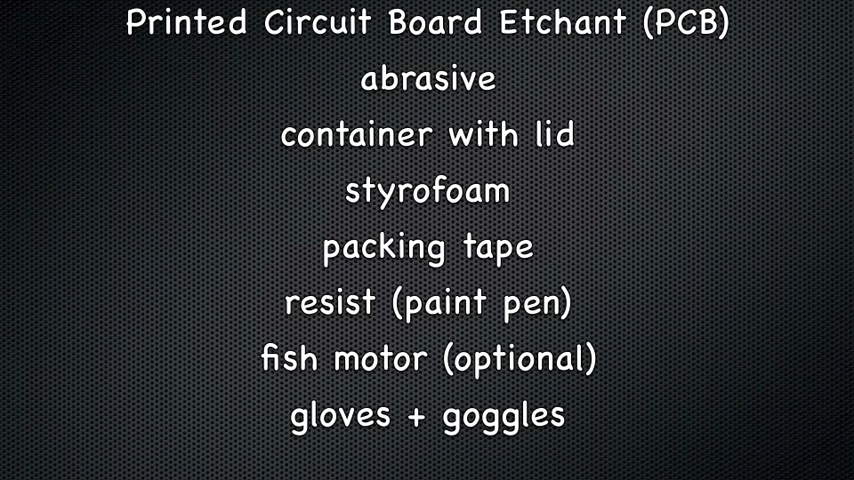 Printed Circuit Board Etchant (PCB)
abrasive
container with lid
styrofoam
packing tape
resist (paint pen)
fish motor (optional)
gloves + goggles